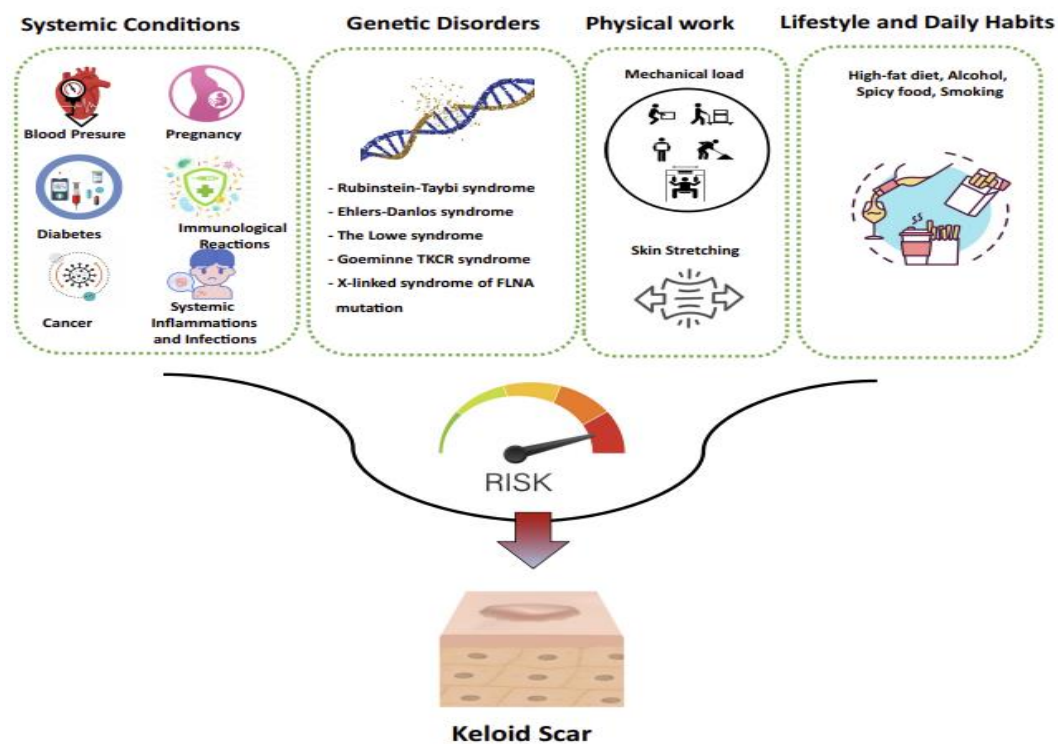 Systemic Conditions
Blood Presure
Pregnancy
Diabetes
Immunological
Reactions
Cancer
Systemic
Inflammations
and Infections
Genetic Disorders
- Rubinstein-Taybi syndrome
- Ehlers-Danlos syndrome
- The Lowe syndrome
- Goeminne TKCR syndrome
- X-linked syndrome of FLNA
mutation
Physical work
Mechanical load
Skin Stretching
Lifestyle and Daily Habits
High-fat diet, Alcohol,
Spicy food, Smoking
RISK
Keloid Scar